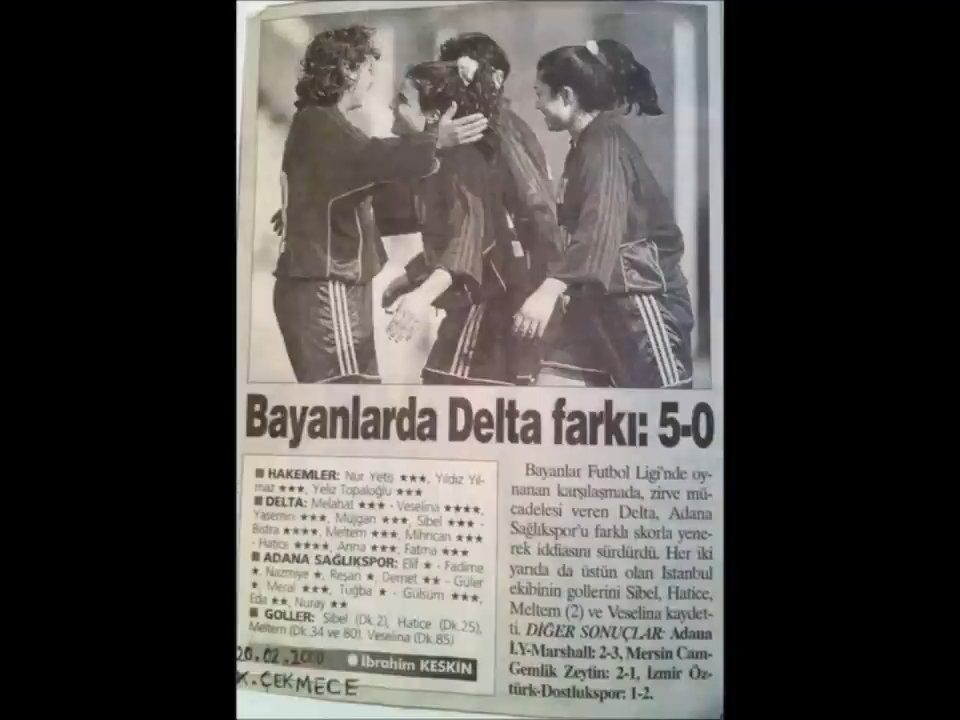 Bayanlarda Delta farkı: 5-0
■ HAKEMLER: Nur Yetiş ★★★, Yıldız Yıl-
maz ★★★, Yeliz Topaloğlu ★★★
■ DELTA: Melahat ★★★ - Veselina ★★★★,
Yasemin ★★★, Müjgan ★★★, Sibel ★★★ -
Bistra ★★★★, Meltem ★★★, Mihrican ★★★
- Hatice ★★★★, Anna ★★★, Fatma ★★★
■ ADANA SAĞLIKSPOR: Elif ★ - Fadime
★, Nazmiye ★, Reşan ★, Demet ★★ - Güler
★, Meral ★★★, Tuğba ★ - Gülsüm ★★★,
Eda ★★, Nuray ★★
■ GOLLER: Sibel (Dk.2), Hatice (Dk.25),
Meltem (Dk.34 ve 80), Veselina (Dk.85)
● İbrahim KESKİN
20.02.2000
K.ÇEKMECE
Bayanlar Futbol Ligi'nde oy-
nanan karşılaşmada, zirve mü-
cadelesi veren Delta, Adana
Sağlıkspor'u farklı skorla yene-
rek iddiasını sürdürdü. Her iki
yarıda da üstün olan İstanbul
ekibinin gollerini Sibel, Hatice,
Meltem (2) ve Veselina kaydet-
ti. DİĞER SONUÇLAR: Adana
İ.Y-Marshall: 2-3, Mersin Cam-
Gemlik Zeytin: 2-1, İzmir Öz-
türk-Dostlukspor: 1-2.